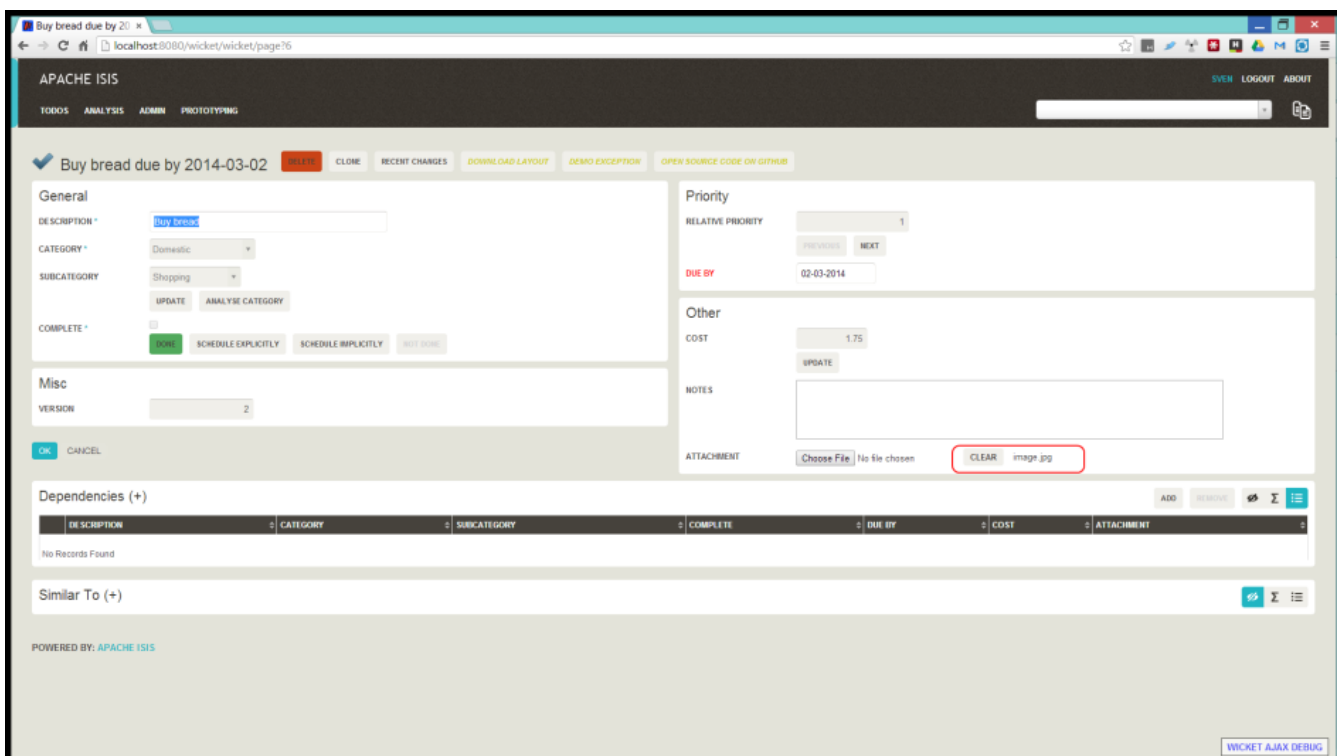 Buy bread due by 20
localhost:8080/wicket/wicket/page?6
APACHE ISIS
SVEN LOGOUT ABOUT
TODOS ANALYSIS ADMIN PROTOTYPING
Buy bread due by 2014-03-02 DELETE CLONE RECENT CHANGES DOWNLOAD LAYOUT DEMO EXCEPTION OPEN SOURCE CODE ON GITHUB
General
DESCRIPTION * Buy bread
CATEGORY * Domestic
SUBCATEGORY Shopping
UPDATE ANALYSE CATEGORY
COMPLETE *
DONE SCHEDULE EXPLICITLY SCHEDULE IMPLICITLY NOT DONE
Misc
VERSION 2
OK CANCEL
Priority
RELATIVE PRIORITY 1
PREVIOUS NEXT
DUE BY 02-03-2014
Other
COST 1.75
UPDATE
NOTES
ATTACHMENT Choose File No file chosen CLEAR image.jpg
Dependencies (+) ADD REMOVE Σ
DESCRIPTION CATEGORY SUBCATEGORY COMPLETE DUE BY COST ATTACHMENT
No Records Found
Similar To (+) Σ
POWERED BY: APACHE ISIS
WICKET AJAX DEBUG